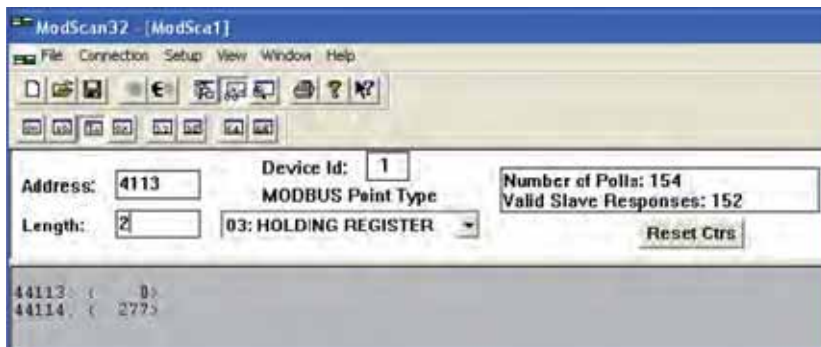 ModScan32 - [ModSca1]
File Connection Setup View Window Help
Address: 4113
Device Id: 1
MODBUS Point Type
Length: 2
03: HOLDING REGISTER
Number of Polls: 154
Valid Slave Responses: 152
Reset Ctrs
44113: < 0>
44114: < 277>